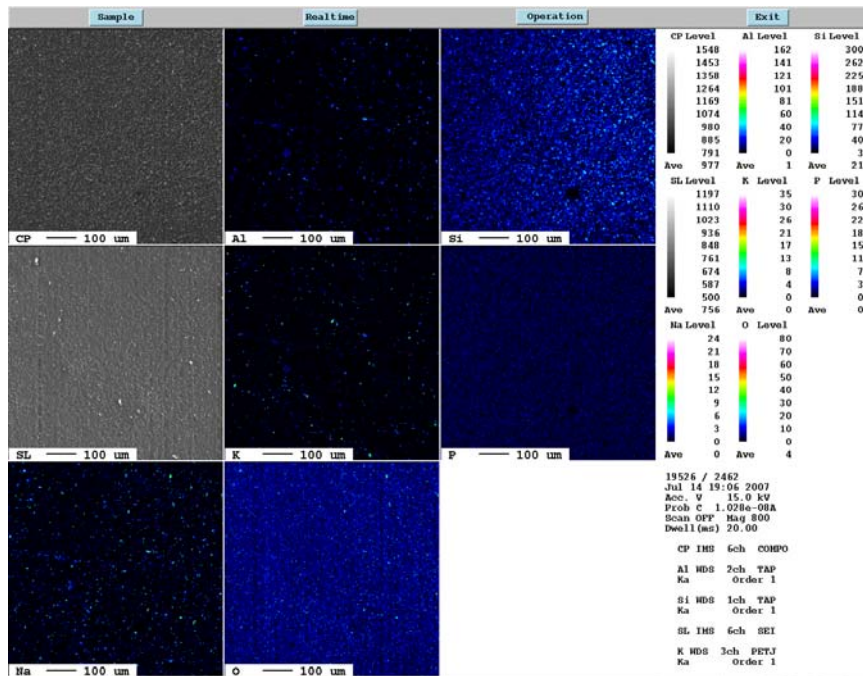 Sample Realtime Operation Exit
CP Level Al Level Si Level
1548 162 300
1453 141 262
1358 121 225
1264 101 188
1169 81 151
1074 60 114
980 40 77
885 20 40
791 0 3
Ave 977 Ave 1 Ave 21
CP 100 um Al 100 um Si 100 um
SL Level K Level P Level
1197 35 30
1110 30 26
1023 26 22
936 21 18
848 17 15
761 13 11
674 8 7
587 4 3
500 0 0
Ave 756 Ave 0 Ave 0
SL 100 um K 100 um P 100 um
Na Level O Level
24 80
21 70
18 60
15 50
12 40
9 30
6 20
3 10
0 0
Ave 0 Ave 4
Na 100 um O 100 um
19526 / 2462
Jul 14 19:06 2007
Acc. V 15.0 kV
Prob C 1.028e-08A
Scan OFF Mag 800
Dwell(ms) 20.00
CP IMS 6ch COMPO
Al WDS 2ch TAP
Ka Order 1
Si WDS 1ch TAP
Ka Order 1
SL IMS 6ch SEI
K WDS 3ch PETJ
Ka Order 1